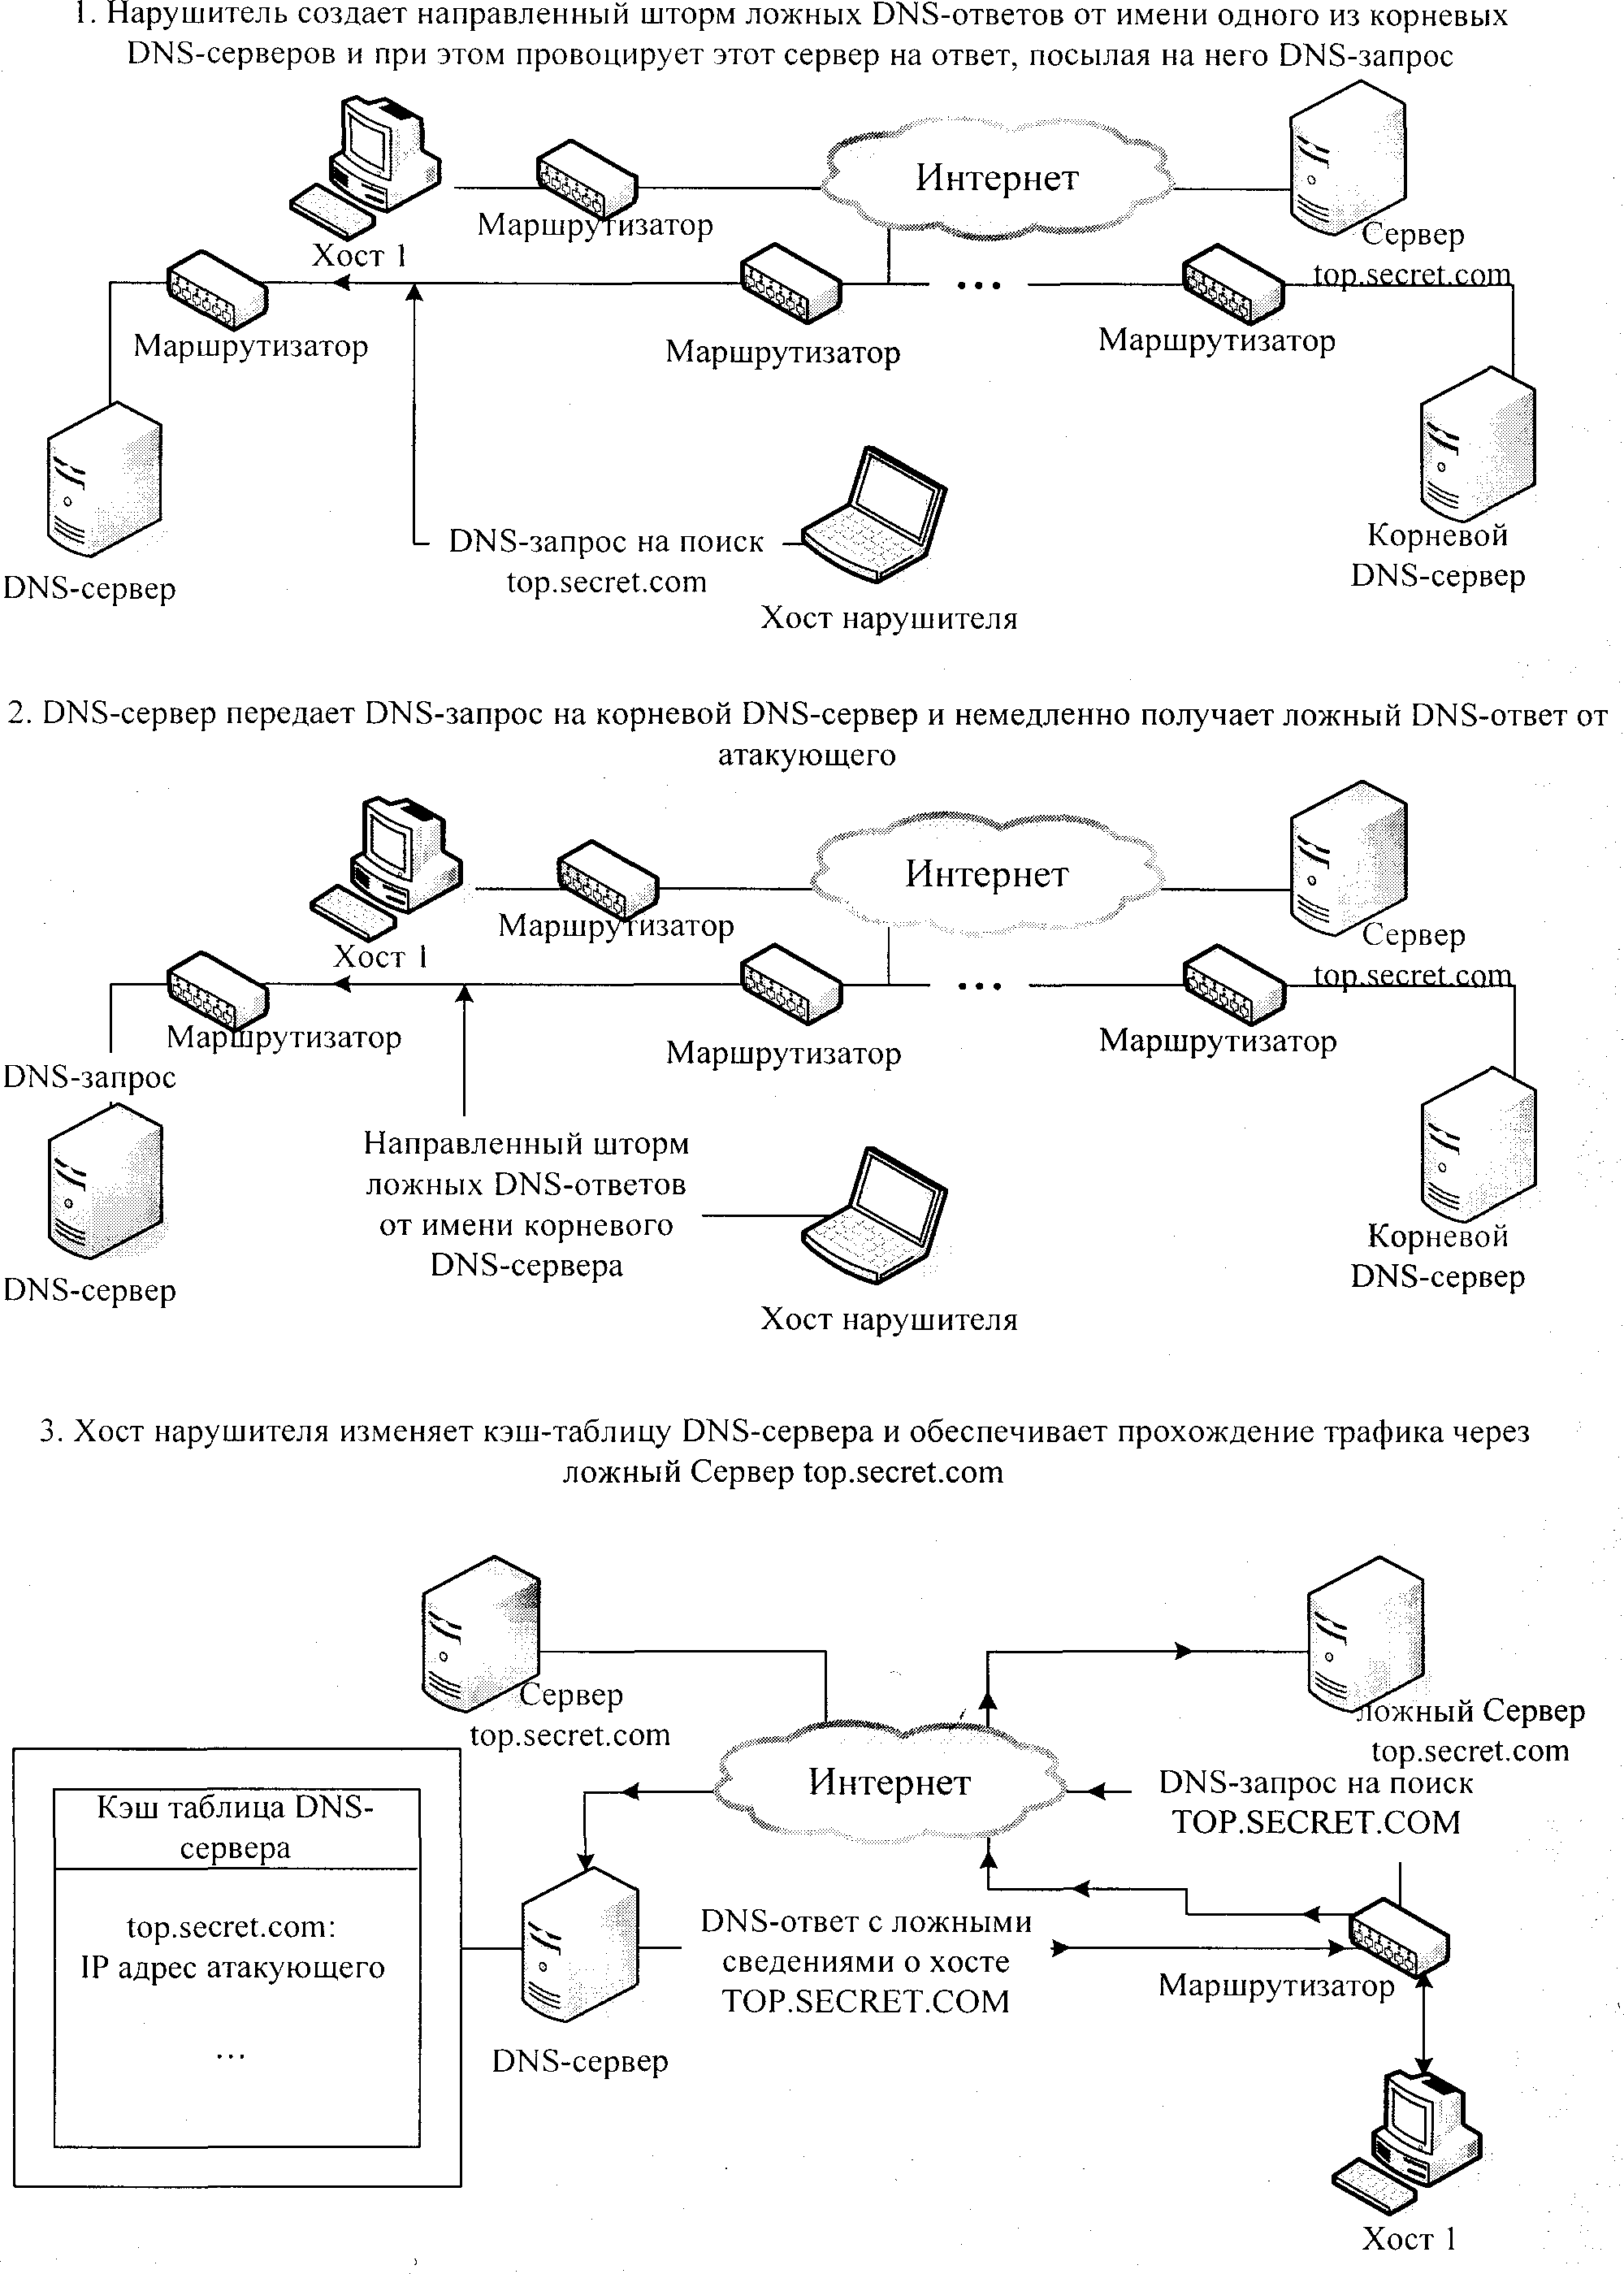 1. Нарушитель создает направленный шторм ложных DNS-ответов от имени одного из корневых
DNS-серверов и при этом провоцирует этот сервер на ответ, посылая на него DNS-запрос
Интернет
Маршрутизатор
Сервер
top.secret.com
Хост 1
Маршрутизатор
Маршрутизатор
Маршрутизатор
DNS-запрос на поиск
top.secret.com
Корневой
DNS-сервер
DNS-сервер
Хост нарушителя
2. DNS-сервер передает DNS-запрос на корневой DNS-сервер и немедленно получает ложный DNS-ответ от
атакующего
Интернет
Маршрутизатор
Сервер
top.secret.com
Хост 1
Маршрутизатор
Маршрутизатор
Маршрутизатор
DNS-запрос
Направленный шторм
ложных DNS-ответов
от имени корневого
DNS-сервера
Корневой
DNS-сервер
DNS-сервер
Хост нарушителя
3. Хост нарушителя изменяет кэш-таблицу DNS-сервера и обеспечивает прохождение трафика через
ложный Сервер top.secret.com
Сервер
top.secret.com
ложный Сервер
top.secret.com
Интернет
DNS-запрос на поиск
TOP.SECRET.COM
Кэш таблица DNS-
сервера
top.secret.com:
IP адрес атакующего
...
DNS-ответ с ложными
сведениями о хосте
TOP.SECRET.COM
Маршрутизатор
DNS-сервер
Хост 1